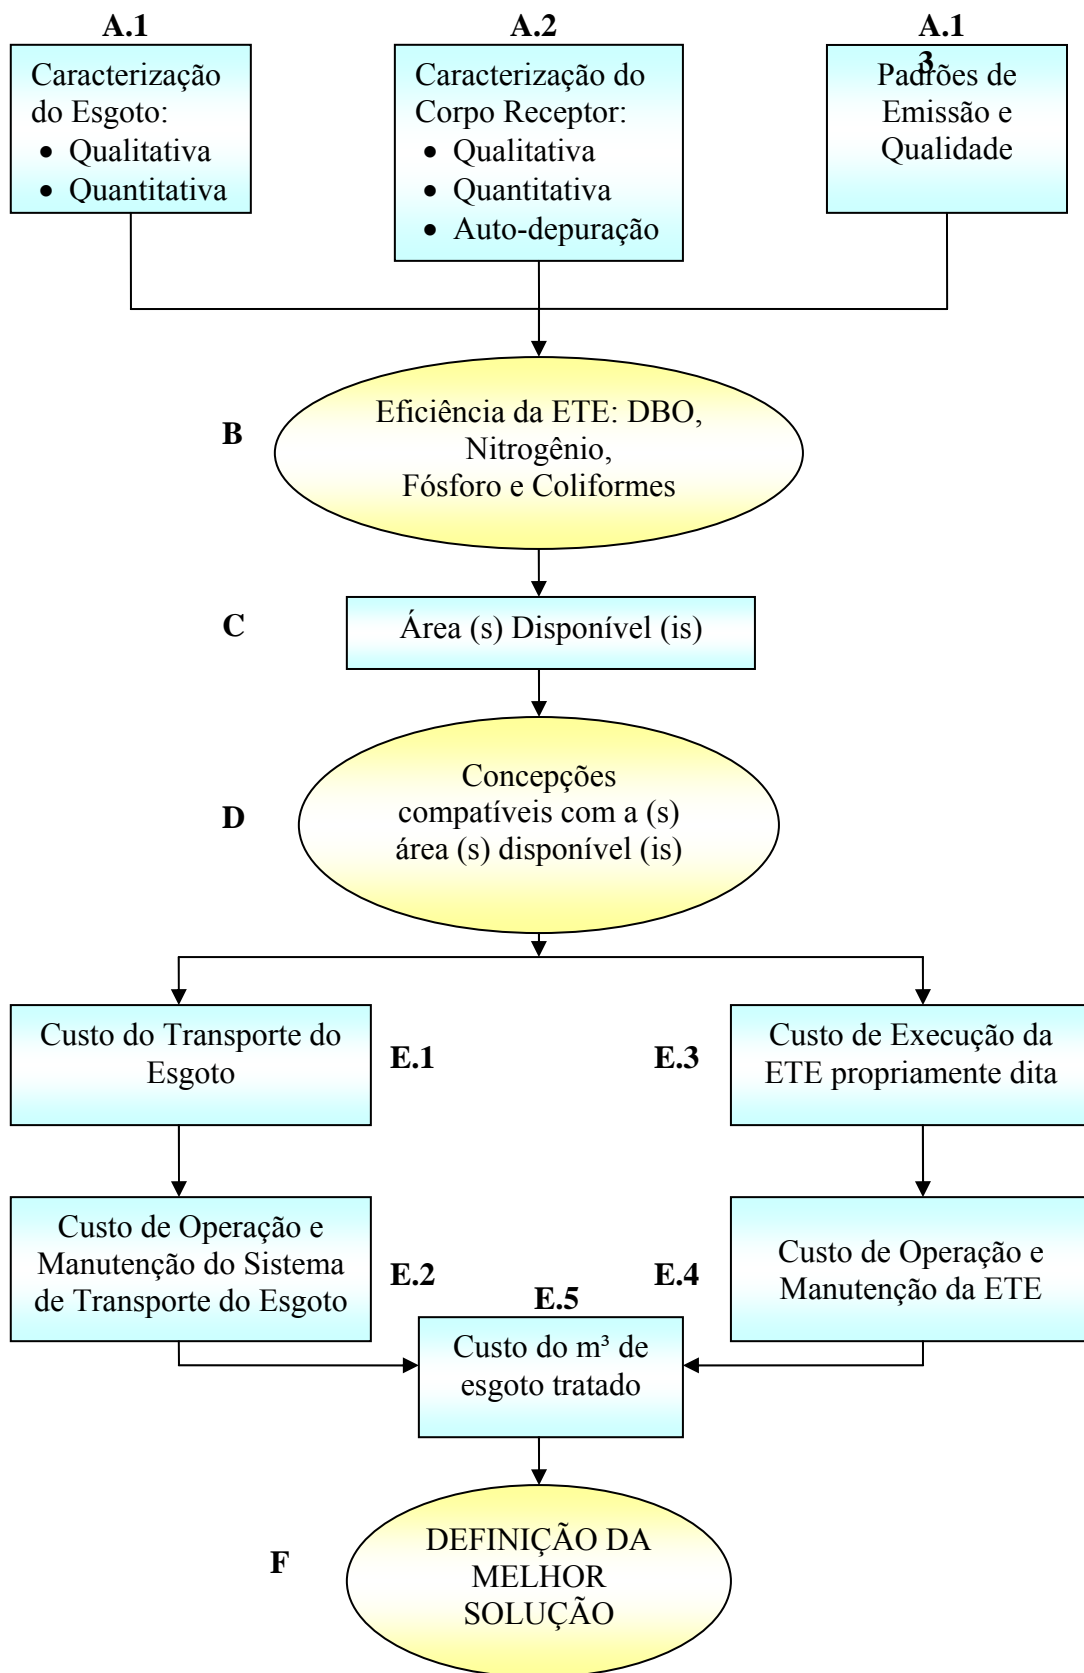 A.1
A.2
A.1
3
Caracterização
do Esgoto:
• Qualitativa
• Quantitativa
Caracterização do
Corpo Receptor:
• Qualitativa
• Quantitativa
• Auto-depuração
Padrões de
Emissão e
Qualidade
B
Eficiência da ETE: DBO,
Nitrogênio,
Fósforo e Coliformes
C
Área (s) Disponível (is)
D
Concepções
compatíveis com a (s)
área (s) disponível (is)
Custo do Transporte do
Esgoto
E.1
E.3
Custo de Execução da
ETE propriamente dita
Custo de Operação e
Manutenção do Sistema
de Transporte do Esgoto
E.2
E.4
Custo de Operação e
Manutenção da ETE
E.5
Custo do m³ de
esgoto tratado
F
DEFINIÇÃO DA
MELHOR
SOLUÇÃO